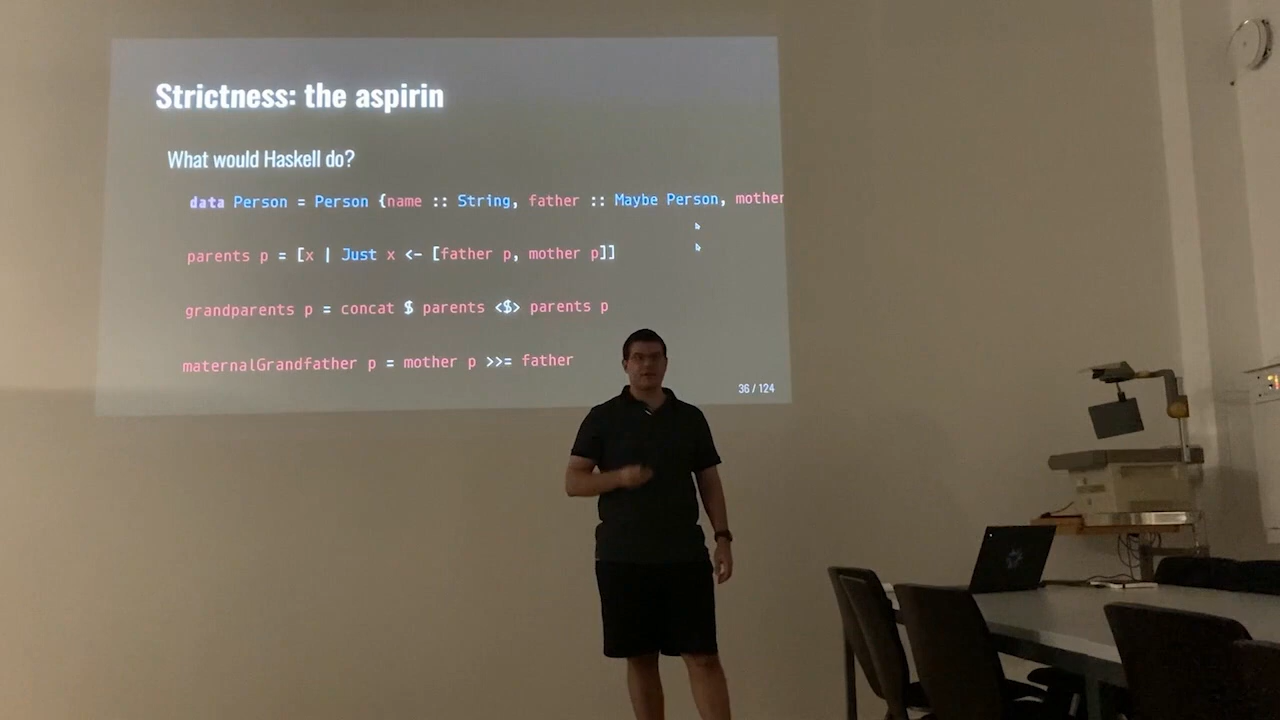 Strictness: the aspirin
What would Haskell do?
data Person = Person {name :: String, father :: Maybe Person, mother
parents p = [x | Just x <- [father p, mother p]]
grandparents p = concat $ parents <$> parents p
maternalGrandfather p = mother p >>= father
36 / 124